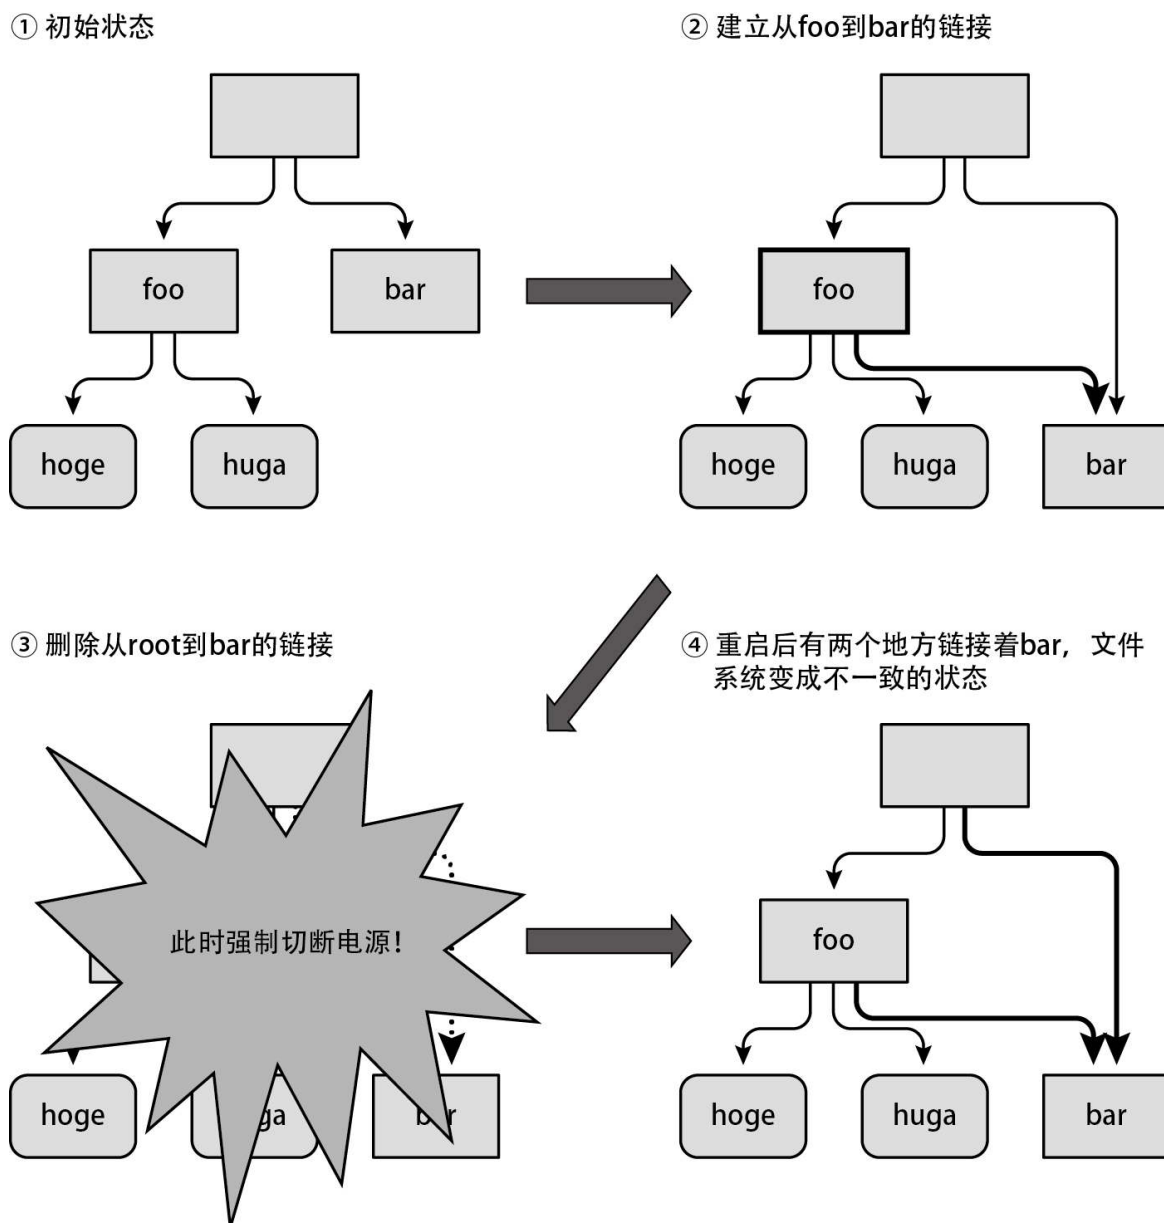 ① 初始状态
② 建立从foo到bar的链接
foo
bar
foo
hoge
huga
hoge
huga
bar
③ 删除从root到bar的链接
④ 重启后有两个地方链接着bar，文件
系统变成不一致的状态
此时强制切断电源！
foo
hoge
ga
hoge
huga
bar